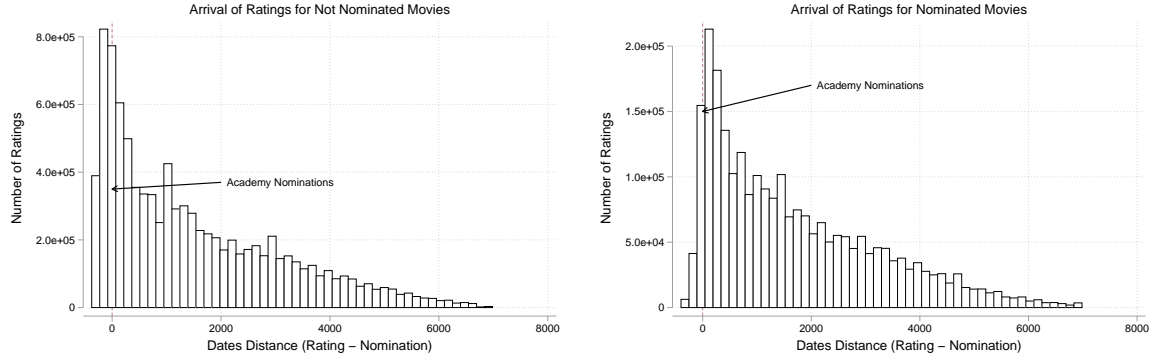 Arrival of Ratings for Not Nominated Movies
8.0e+05
6.0e+05
4.0e+05
2.0e+05
0
Number of Ratings
Academy Nominations
0 2000 4000 6000 8000
Dates Distance (Rating − Nomination)
Arrival of Ratings for Nominated Movies
2.0e+05
1.5e+05
1.0e+05
5.0e+04
0
Number of Ratings
Academy Nominations
0 2000 4000 6000 8000
Dates Distance (Rating − Nomination)